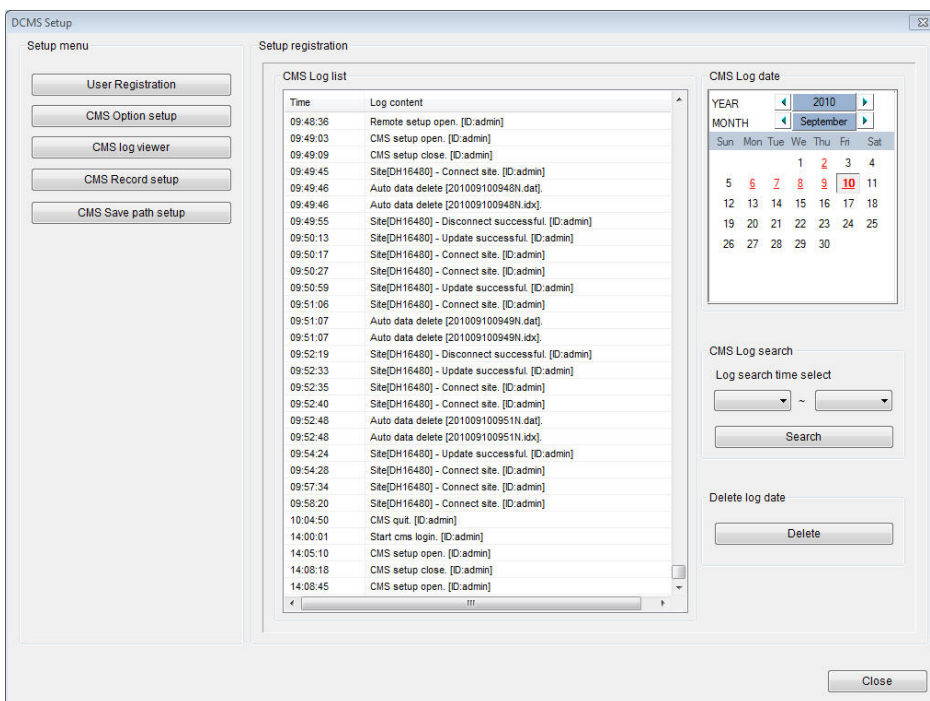 DCMS Setup
Setup menu
User Registration
CMS Option setup
CMS log viewer
CMS Record setup
CMS Save path setup
Setup registration
CMS Log list
Time Log content
09:48:36 Remote setup open. [ID:admin]
09:49:03 CMS setup open. [ID:admin]
09:49:09 CMS setup close. [ID:admin]
09:49:45 Site[DH16480] - Connect site. [ID:admin]
09:49:46 Auto data delete [201009100948N.dat].
09:49:46 Auto data delete [201009100948N.idx].
09:49:55 Site[DH16480] - Disconnect successful. [ID:admin]
09:50:13 Site[DH16480] - Update successful. [ID:admin]
09:50:17 Site[DH16480] - Connect site. [ID:admin]
09:50:27 Site[DH16480] - Connect site. [ID:admin]
09:50:59 Site[DH16480] - Update successful. [ID:admin]
09:51:06 Site[DH16480] - Connect site. [ID:admin]
09:51:07 Auto data delete [201009100949N.dat].
09:51:07 Auto data delete [201009100949N.idx].
09:52:19 Site[DH16480] - Disconnect successful. [ID:admin]
09:52:33 Site[DH16480] - Update successful. [ID:admin]
09:52:35 Site[DH16480] - Connect site. [ID:admin]
09:52:40 Site[DH16480] - Connect site. [ID:admin]
09:52:48 Auto data delete [201009100951N.dat].
09:52:48 Auto data delete [201009100951N.idx].
09:54:24 Site[DH16480] - Update successful. [ID:admin]
09:54:28 Site[DH16480] - Connect site. [ID:admin]
09:57:34 Site[DH16480] - Connect site. [ID:admin]
09:58:20 Site[DH16480] - Connect site. [ID:admin]
10:04:50 CMS quit. [ID:admin]
14:00:01 Start cms login. [ID:admin]
14:05:10 CMS setup open. [ID:admin]
14:08:18 CMS setup close. [ID:admin]
14:08:45 CMS setup open. [ID:admin]
CMS Log date
YEAR 2010
MONTH September
Sun Mon Tue We Thu Fri Sat
1 2 3 4
5 6 7 8 9 10 11
12 13 14 15 16 17 18
19 20 21 22 23 24 25
26 27 28 29 30
CMS Log search
Log search time select
~
Search
Delete log date
Delete
Close